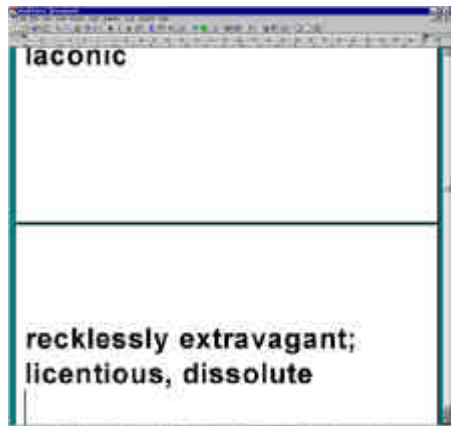 laconic
recklessly extravagant;
licentious, dissolute